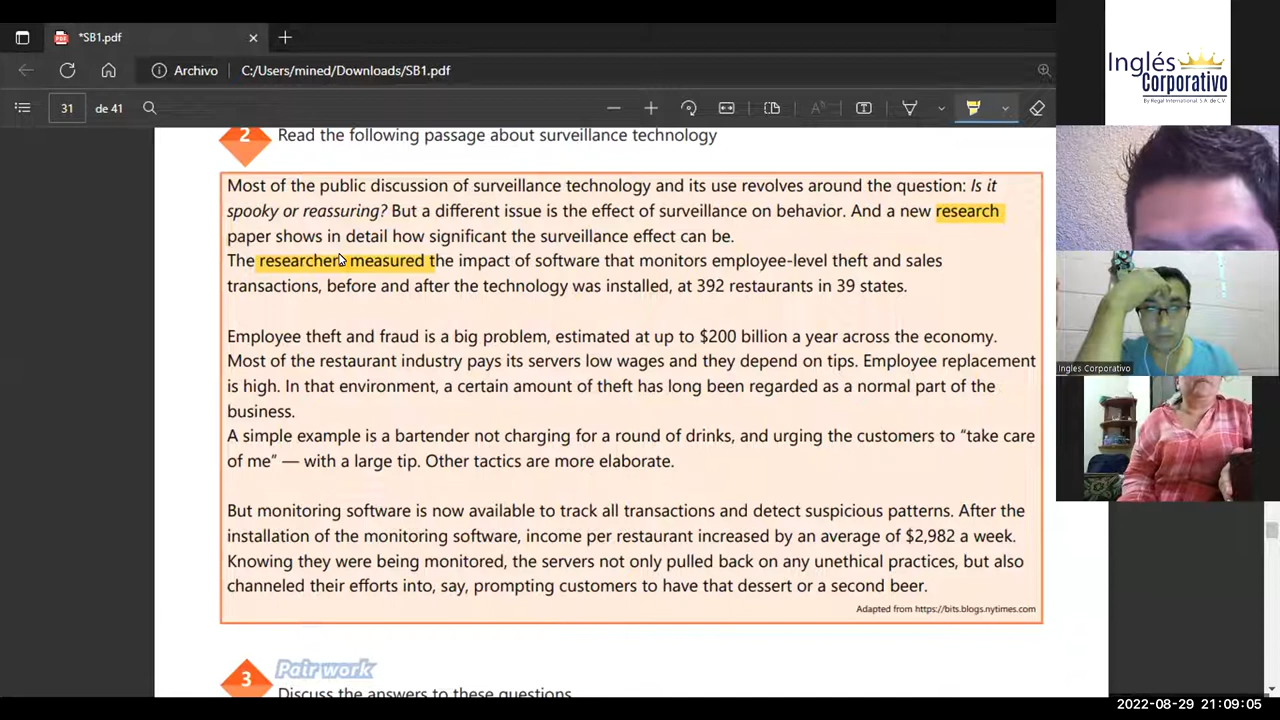 *SB1.pdf
Archivo
C:/Users/mined/Downloads/SB1.pdf
31
de 41
2
Read the following passage about surveillance technology
Most of the public discussion of surveillance technology and its use revolves around the question: Is it
spooky or reassuring? But a different issue is the effect of surveillance on behavior. And a new research
paper shows in detail how significant the surveillance effect can be.
The researchers measured the impact of software that monitors employee-level theft and sales
transactions, before and after the technology was installed, at 392 restaurants in 39 states.
Employee theft and fraud is a big problem, estimated at up to $200 billion a year across the economy.
Most of the restaurant industry pays its servers low wages and they depend on tips. Employee replacement
is high. In that environment, a certain amount of theft has long been regarded as a normal part of the
business.
A simple example is a bartender not charging for a round of drinks, and urging the customers to “take care
of me” — with a large tip. Other tactics are more elaborate.
But monitoring software is now available to track all transactions and detect suspicious patterns. After the
installation of the monitoring software, income per restaurant increased by an average of $2,982 a week.
Knowing they were being monitored, the servers not only pulled back on any unethical practices, but also
channeled their efforts into, say, prompting customers to have that dessert or a second beer.
Adapted from https://bits.blogs.nytimes.com
3
Pair work
Discuss the answers to these questions
Inglés
Corporativo
By Regal International S.A. de C.V
Ingles Corporativo
2022-08-29 21:09:05